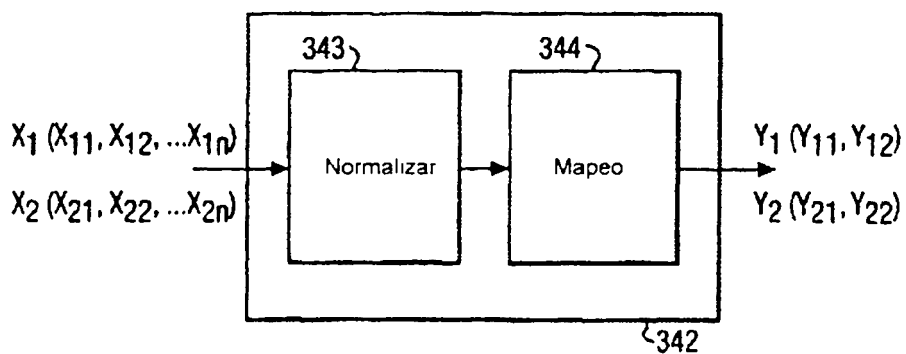 343
344
X₁ (X₁₁, X₁₂, ...X₁ₙ)
Normalizar
Mapeo
Y₁ (Y₁₁, Y₁₂)
X₂ (X₂₁, X₂₂, ...X₂ₙ)
Y₂ (Y₂₁, Y₂₂)
342